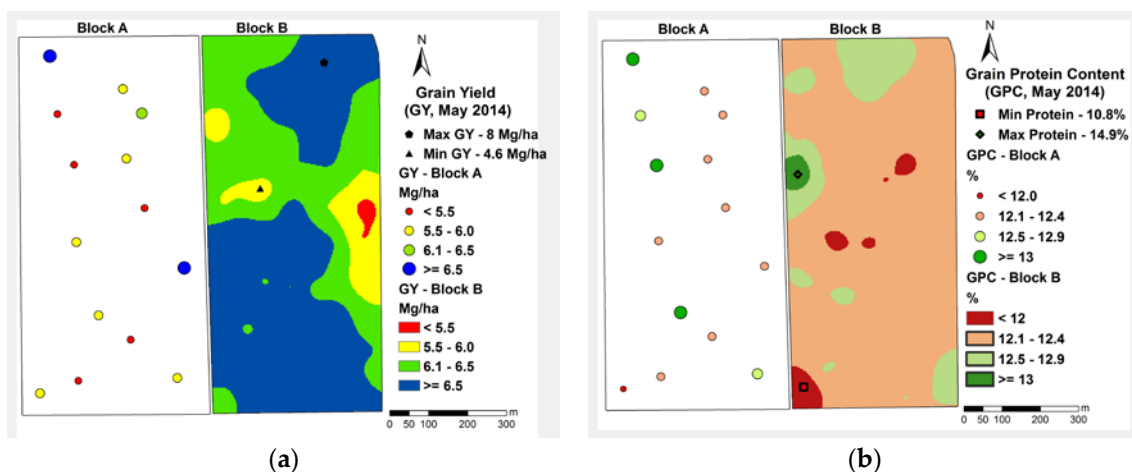 Block A
Block B
N
Grain Yield
(GY, May 2014)
Max GY - 8 Mg/ha
Min GY - 4.6 Mg/ha
GY - Block A
Mg/ha
< 5.5
5.5 - 6.0
6.1 - 6.5
>= 6.5
GY - Block B
Mg/ha
< 5.5
5.5 - 6.0
6.1 - 6.5
>= 6.5
m
0 50 100 200 300
(a)
Block A
Block B
N
Grain Protein Content
(GPC, May 2014)
Min Protein - 10.8%
Max Protein - 14.9%
GPC - Block A
%
< 12.0
12.1 - 12.4
12.5 - 12.9
>= 13
GPC - Block B
%
< 12
12.1 - 12.4
12.5 - 12.9
>= 13
m
0 50 100 200 300
(b)